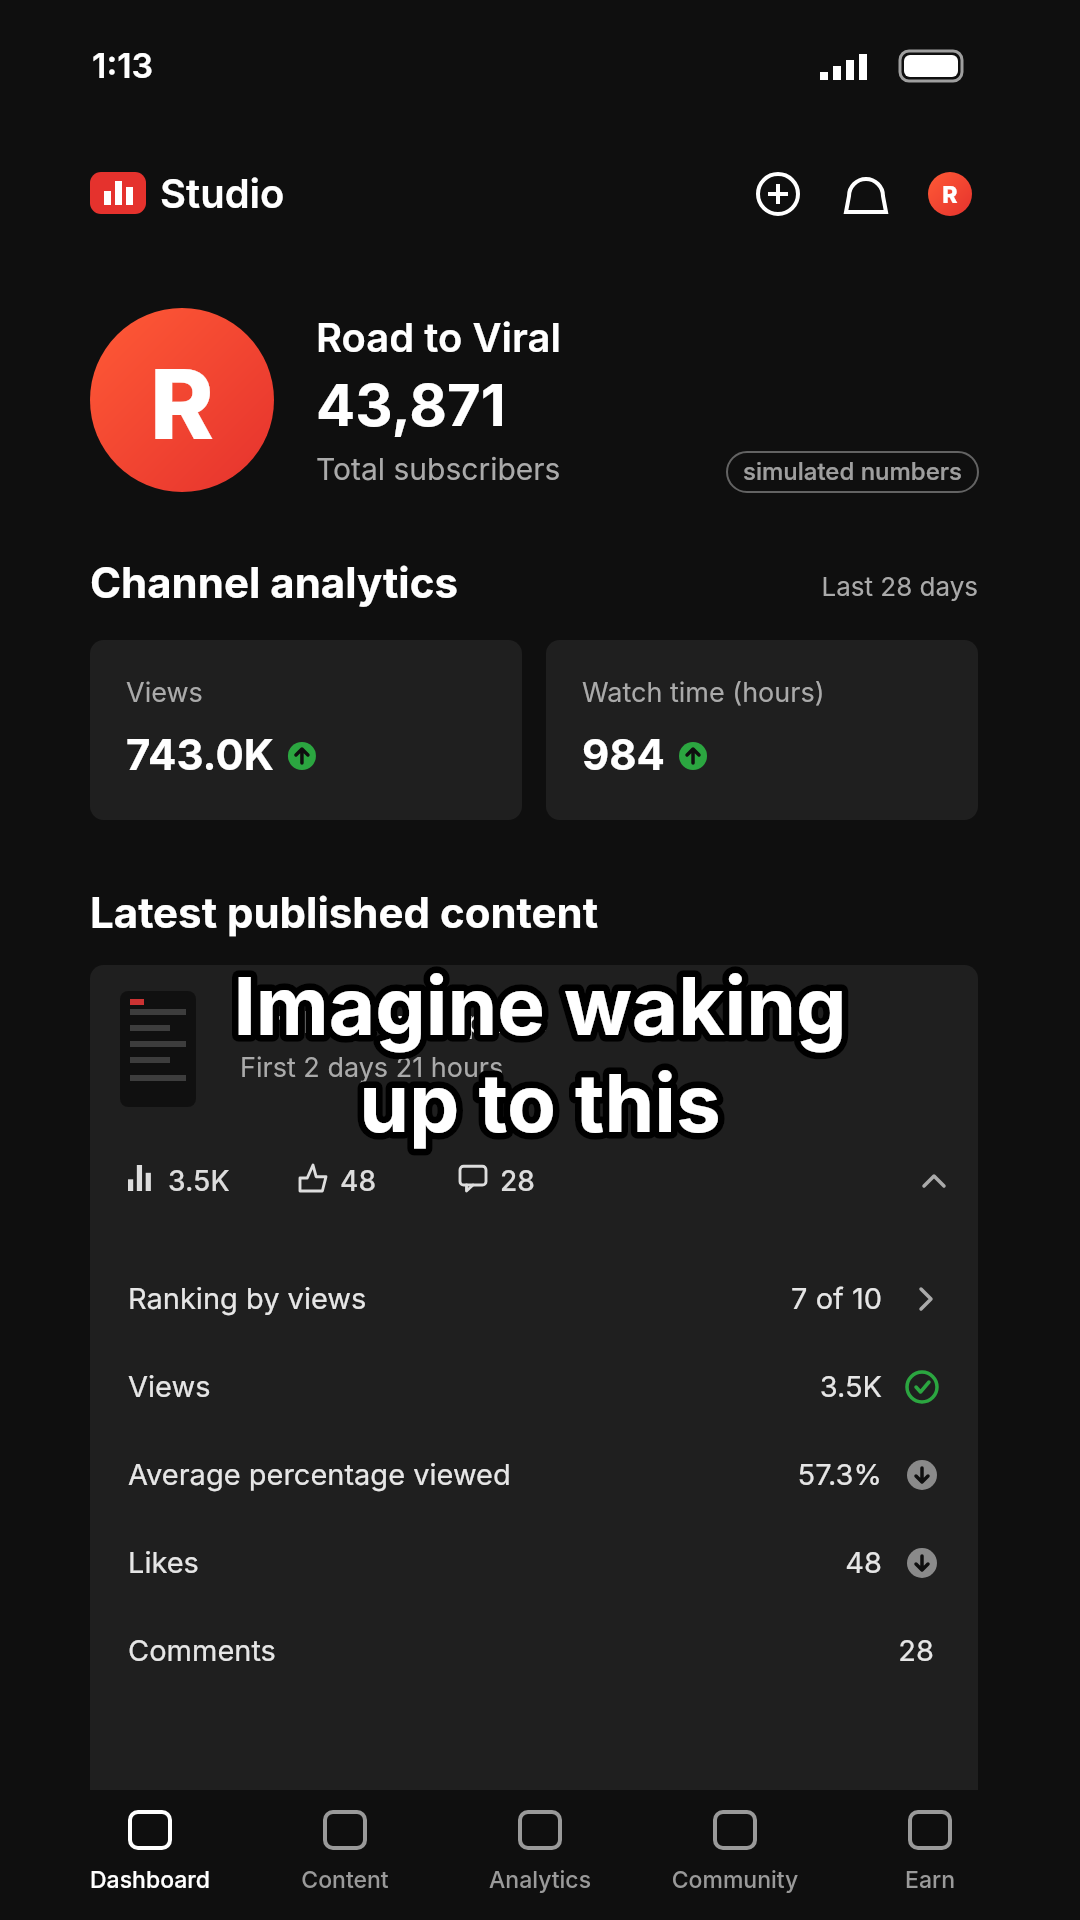 1:13
Studio
R
R
Road to Viral
43,871
Total subscribers
simulated numbers
Channel analytics
Last 28 days
Views
Watch time (hours)
743.0K
984
Latest published content
Imagine waking
First 2 days 21 hours
up to this
3.5K
48
28
Ranking by views
7 of 10
Views
3.5K
Average percentage viewed
57.3%
Likes
48
Comments
28
Dashboard
Content
Analytics
Community
Earn